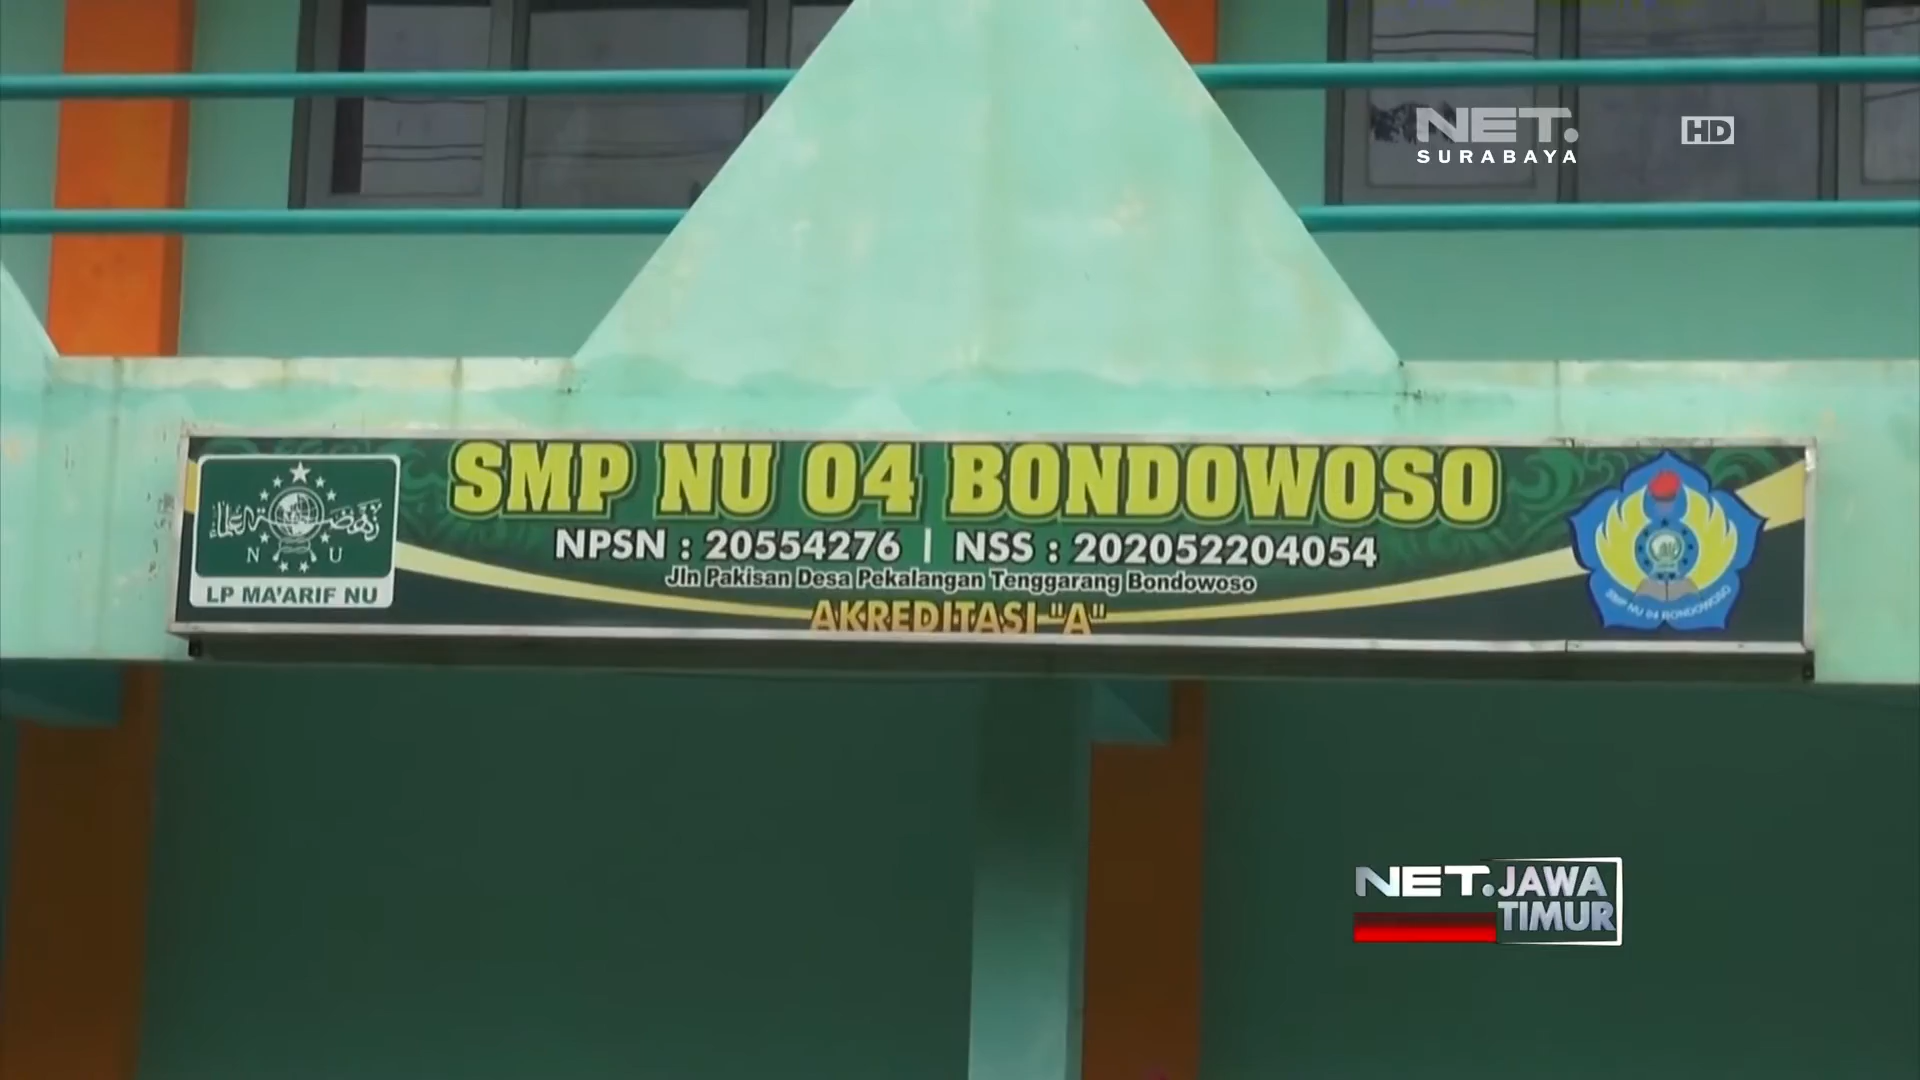 NET.
SURABAYA
HD
SMP NU 04 BONDOWOSO
NPSN : 20554276 | NSS : 202052204054
Jln Pakisan Desa Pekalangan Tenggarang Bondowoso
AKREDITASI "A"
N U
LP MA'ARIF NU
SMP NU 04 BONDOWOSO
NET. JAWA
TIMUR